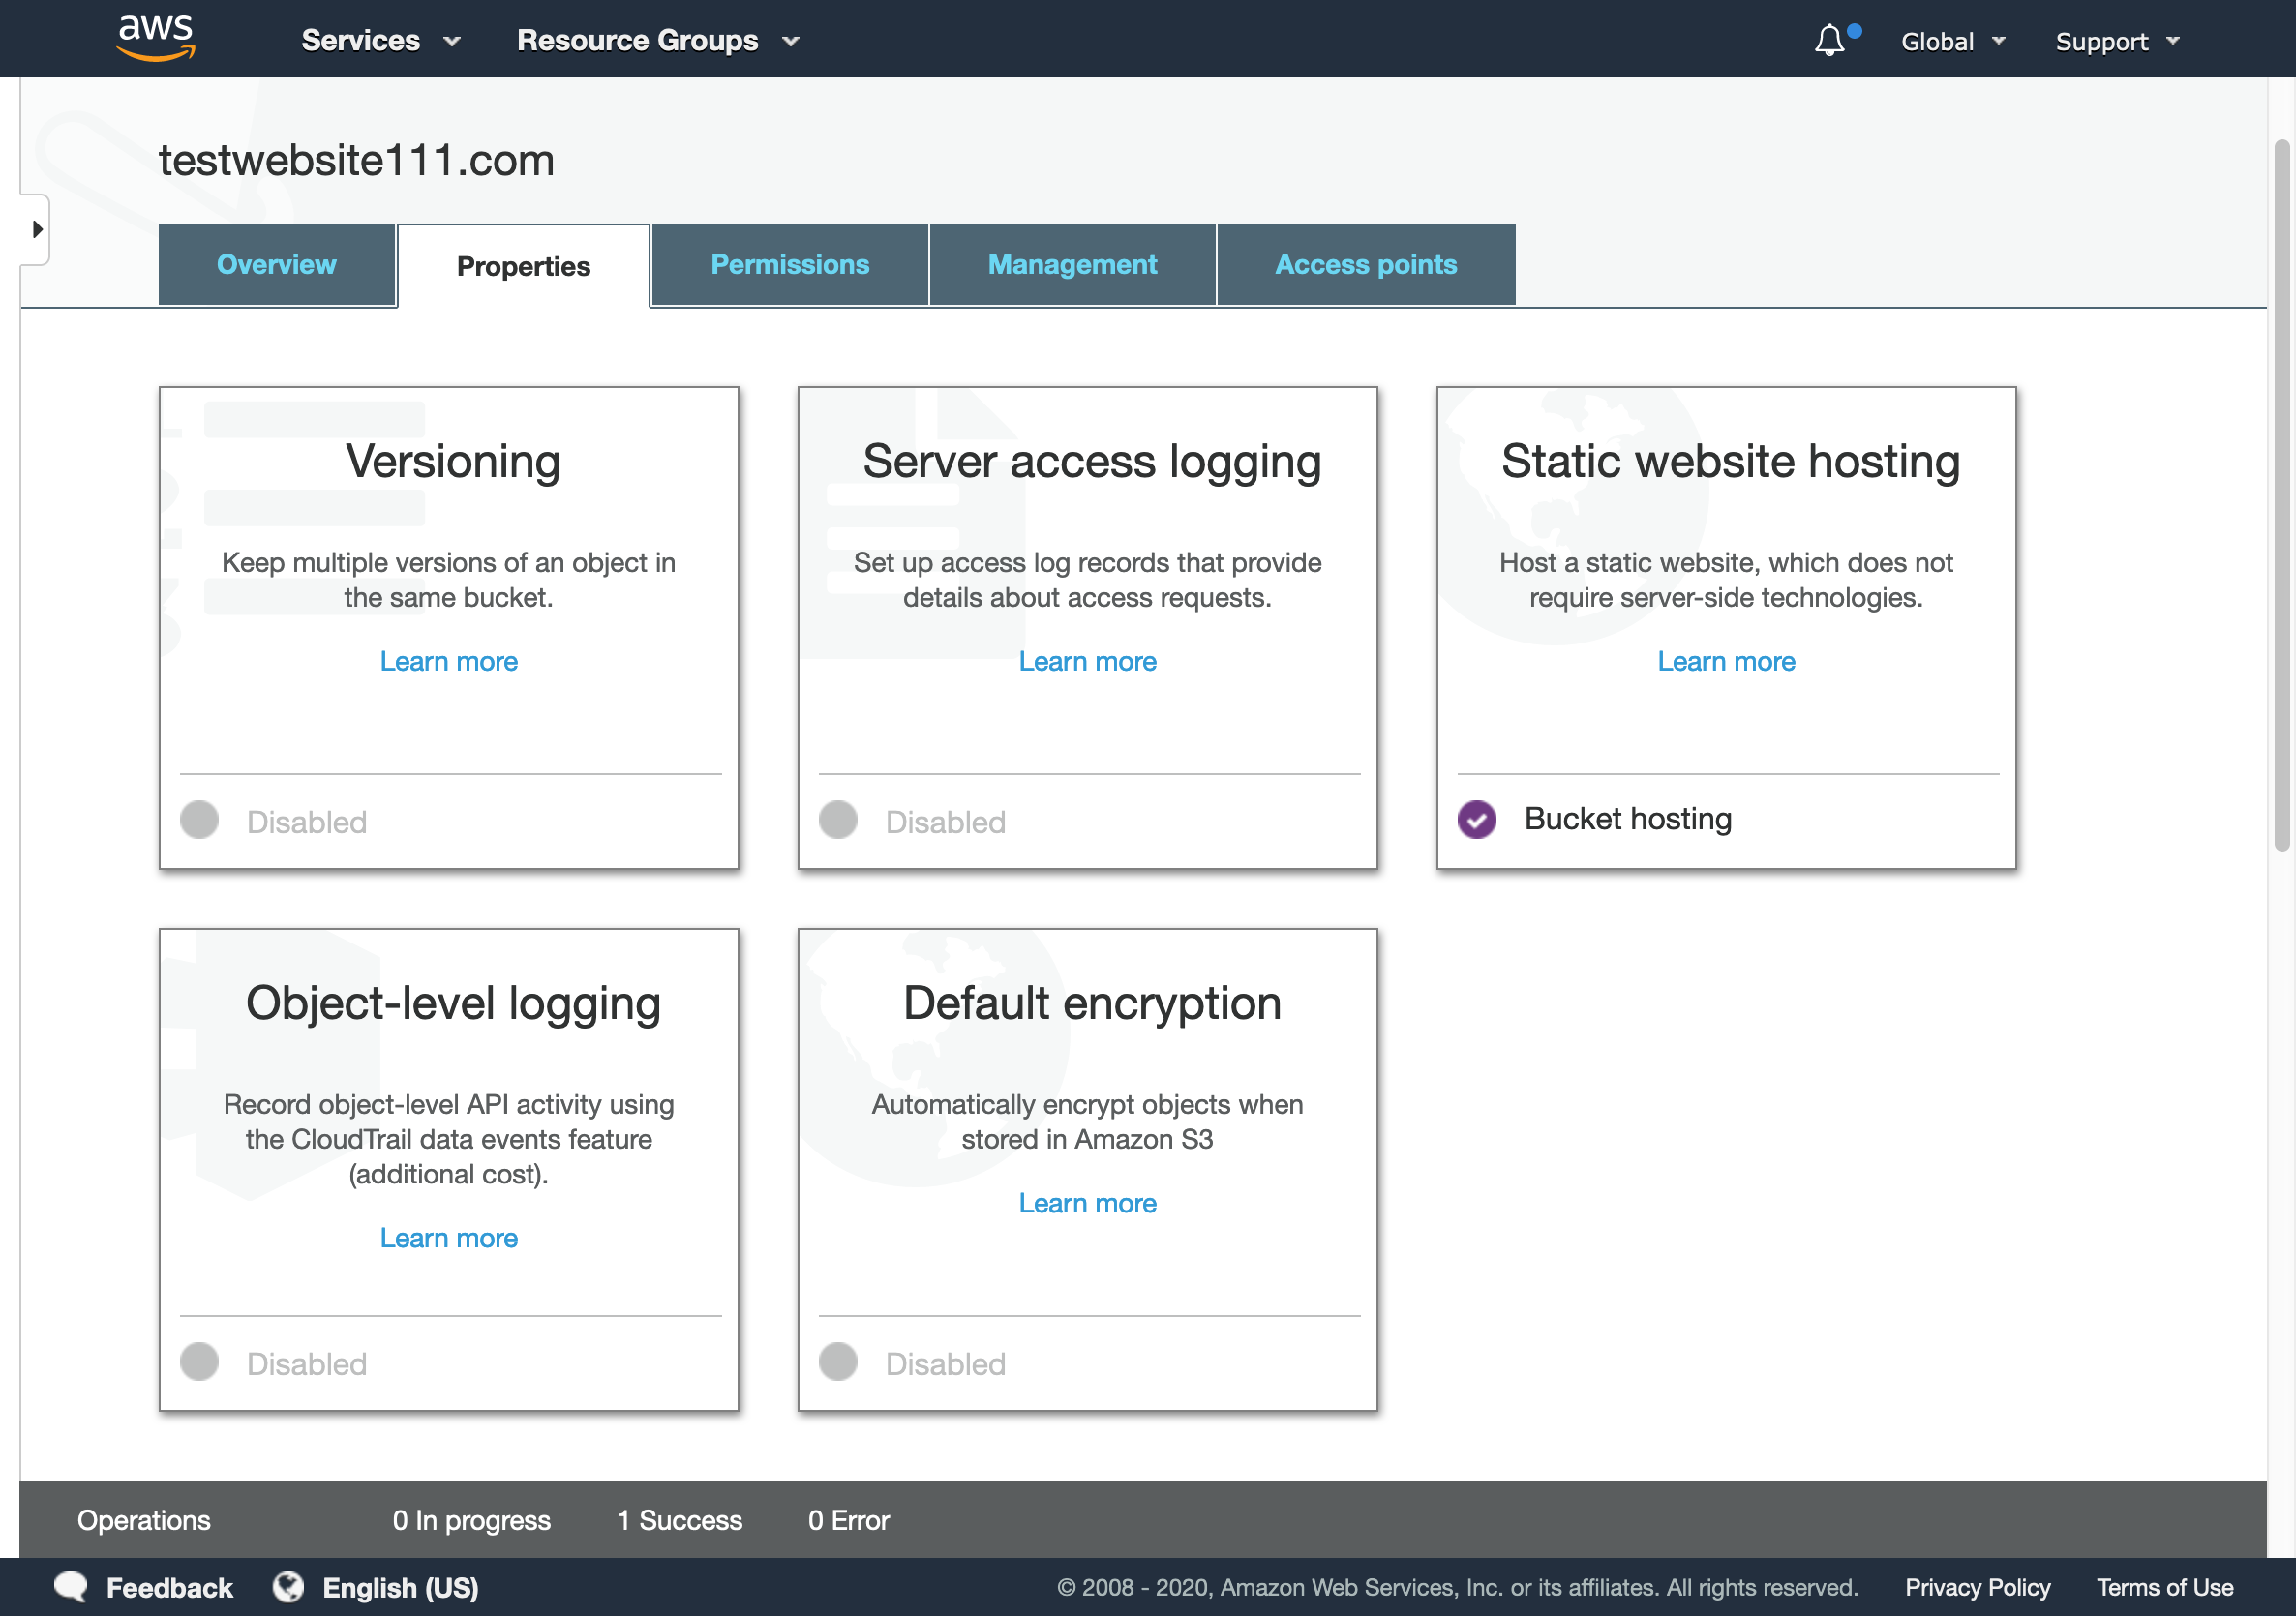 aws Services Resource Groups Global Support
testwebsite111.com
Overview Properties Permissions Management Access points
Versioning
Keep multiple versions of an object in
the same bucket.
Learn more
Disabled
Server access logging
Set up access log records that provide
details about access requests.
Learn more
Disabled
Static website hosting
Host a static website, which does not
require server-side technologies.
Learn more
Bucket hosting
Object-level logging
Record object-level API activity using
the CloudTrail data events feature
(additional cost).
Learn more
Disabled
Default encryption
Automatically encrypt objects when
stored in Amazon S3
Learn more
Disabled
Operations 0 In progress 1 Success 0 Error
Feedback English (US) © 2008 - 2020, Amazon Web Services, Inc. or its affiliates. All rights reserved. Privacy Policy Terms of Use